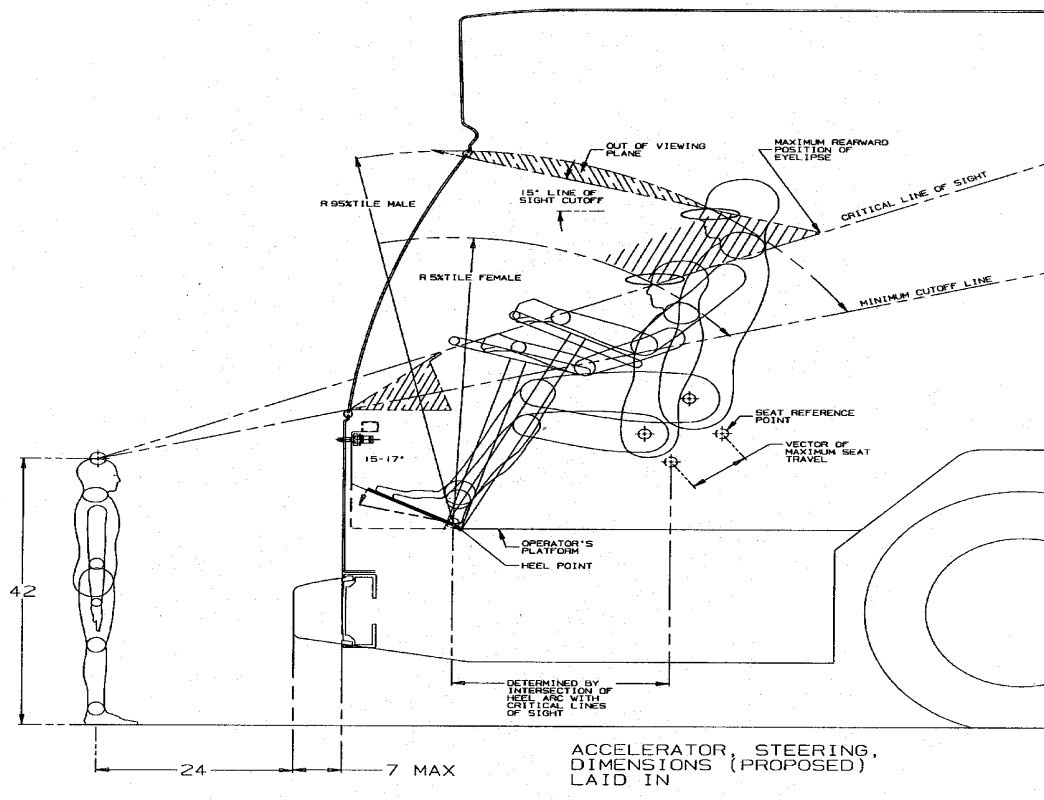 OUT OF VIEWING
PLANE
MAXIMUM REARWARD
POSITION OF
EYELIPSE
15° LINE OF
SIGHT CUTOFF
CRITICAL LINE OF SIGHT
R 95%TILE MALE
R 5%TILE FEMALE
MINIMUM CUTOFF LINE
SEAT REFERENCE
POINT
VECTOR OF
MAXIMUM SEAT
TRAVEL
15-17°
OPERATOR'S
PLATFORM
HEEL POINT
42
DETERMINED BY
INTERSECTION OF
HEEL ARC WITH
CRITICAL LINES
OF SIGHT
24
7 MAX
ACCELERATOR, STEERING,
DIMENSIONS (PROPOSED)
LAID IN